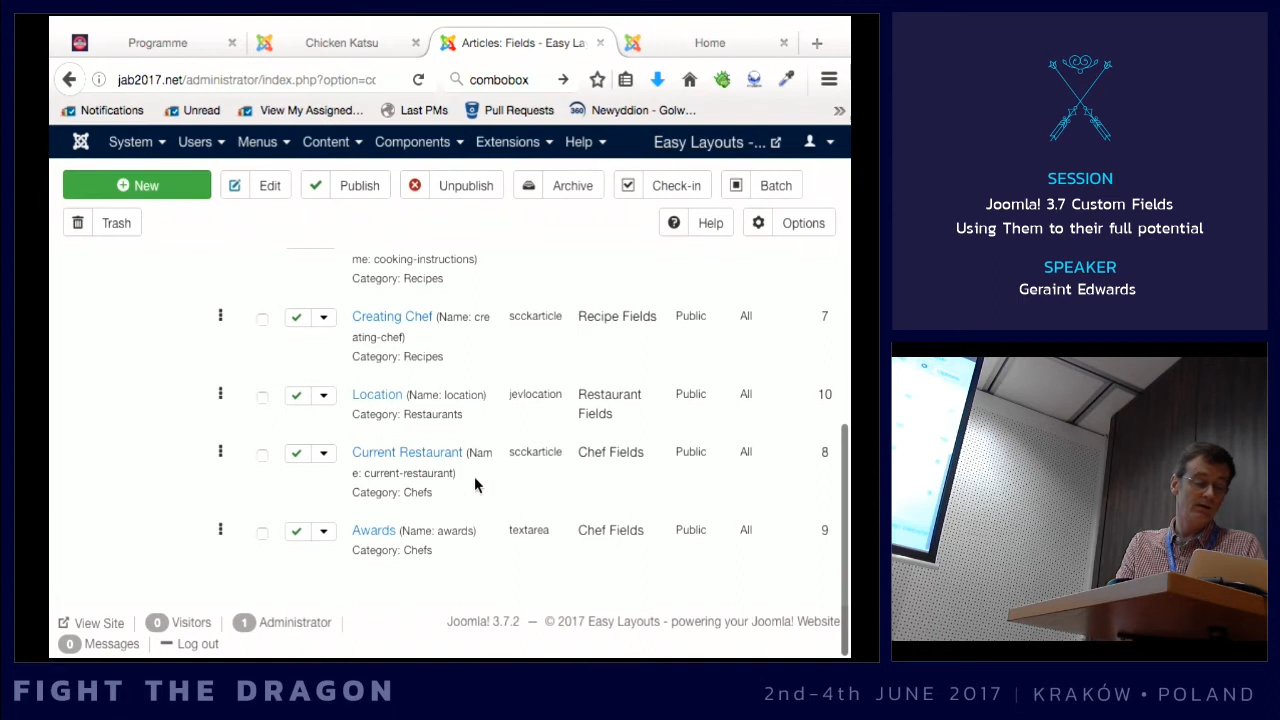 Programme
Chicken Katsu
Articles: Fields - Easy La
Home
jab2017.net/administrator/index.php?option=cc
combobox
Notifications
Unread
View My Assigned...
Last PMs
Pull Requests
360 Newyddion - Golw...
System
Users
Menus
Content
Components
Extensions
Help
Easy Layouts -...
New
Edit
Publish
Unpublish
Archive
Check-in
Batch
Trash
Help
Options
me: cooking-instructions)
Category: Recipes
Creating Chef (Name: cre
ating-chef)
Category: Recipes
scckarticle
Recipe Fields
Public
All
7
Location (Name: location)
Category: Restaurants
jevlocation
Restaurant
Fields
Public
All
10
Current Restaurant (Nam
e: current-restaurant)
Category: Chefs
scckarticle
Chef Fields
Public
All
8
Awards (Name: awards)
Category: Chefs
textarea
Chef Fields
Public
All
9
View Site
0 Visitors
1 Administrator
Joomla! 3.7.2 — © 2017 Easy Layouts - powering your Joomla! Website
0 Messages
Log out
SESSION
Joomla! 3.7 Custom Fields
Using Them to their full potential
SPEAKER
Geraint Edwards
FIGHT THE DRAGON
2nd-4th JUNE 2017 | KRAKÓW • POLAND